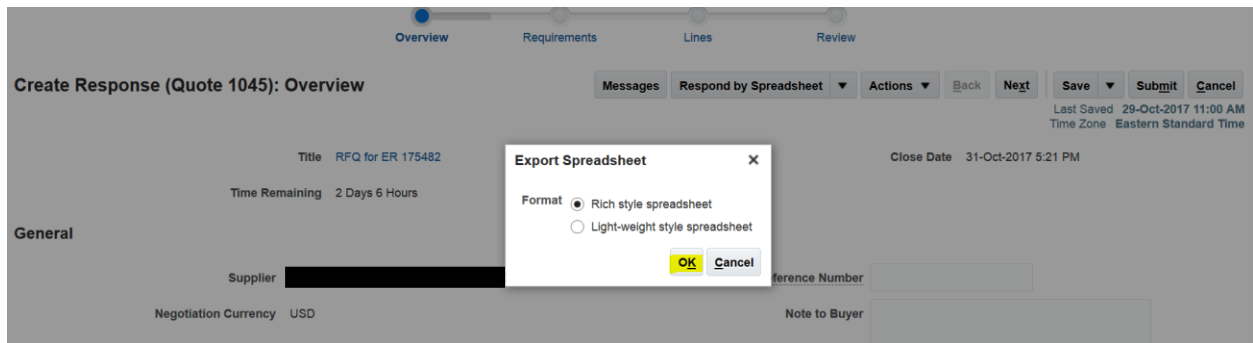 Overview Requirements Lines Review
Create Response (Quote 1045): Overview Messages Respond by Spreadsheet Actions Back Next Save Submit Cancel
Last Saved 29-Oct-2017 11:00 AM
Time Zone Eastern Standard Time
Title RFQ for ER 175482 Close Date 31-Oct-2017 5:21 PM
Time Remaining 2 Days 6 Hours
Export Spreadsheet
Format Rich style spreadsheet
Light-weight style spreadsheet
OK Cancel
General
Supplier ference Number
Negotiation Currency USD Note to Buyer